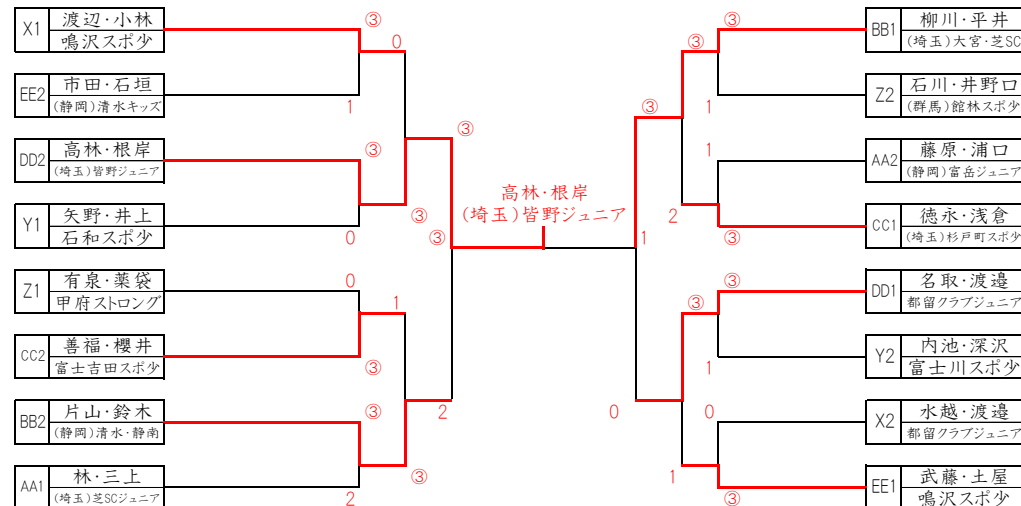 X1 渡辺・小林
鳴沢スポ少
③
0
EE2 市田・石垣
(静岡)清水キッズ
1
③
DD2 高林・根岸
(埼玉)皆野ジュニア
③
③
Y1 矢野・井上
石和スポ少
0
③
Z1 有泉・薬袋
甲府ストロング
0
1
CC2 善福・櫻井
富士吉田スポ少
③
2
BB2 片山・鈴木
(静岡)清水・静南
③
③
AA1 林・三上
(埼玉)芝SCジュニア
2
高林・根岸
(埼玉)皆野ジュニア
BB1 柳川・平井
(埼玉)大宮・芝SC
③
③
Z2 石川・井野口
(群馬)館林スポ少
1
③
AA2 藤原・浦口
(静岡)富岳ジュニア
1
2
CC1 徳永・浅倉
(埼玉)杉戸町スポ少
③
1
DD1 名取・渡邉
都留クラブジュニア
③
③
Y2 内池・深沢
富士川スポ少
1
0
X2 水越・渡邉
都留クラブジュニア
0
1
EE1 武藤・土屋
鳴沢スポ少
③